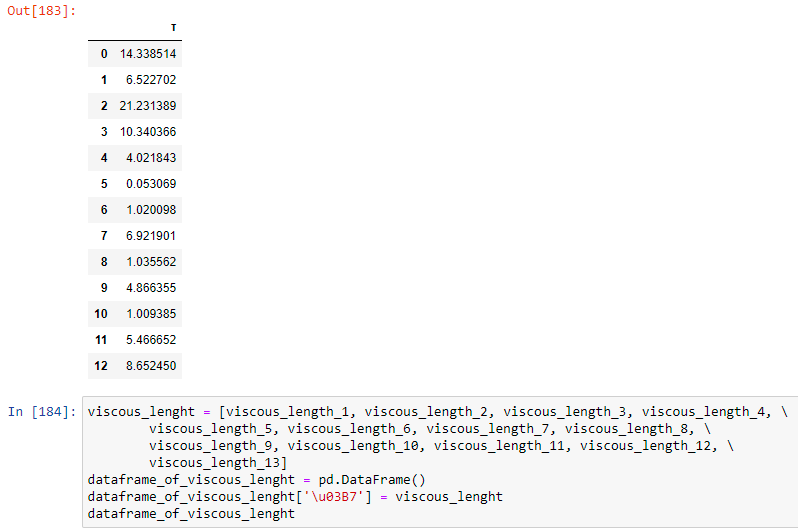 Out[183]:
T
0 14.338514
1 6.522702
2 21.231389
3 10.340366
4 4.021843
5 0.053069
6 1.020098
7 6.921901
8 1.035562
9 4.866355
10 1.009385
11 5.466652
12 8.652450
In [184]: viscous_lenght = [viscous_length_1, viscous_length_2, viscous_length_3, viscous_length_4, \
viscous_length_5, viscous_length_6, viscous_length_7, viscous_length_8, \
viscous_length_9, viscous_length_10, viscous_length_11, viscous_length_12, \
viscous_length_13]
dataframe_of_viscous_lenght = pd.DataFrame()
dataframe_of_viscous_lenght['\u03B7'] = viscous_lenght
dataframe_of_viscous_lenght